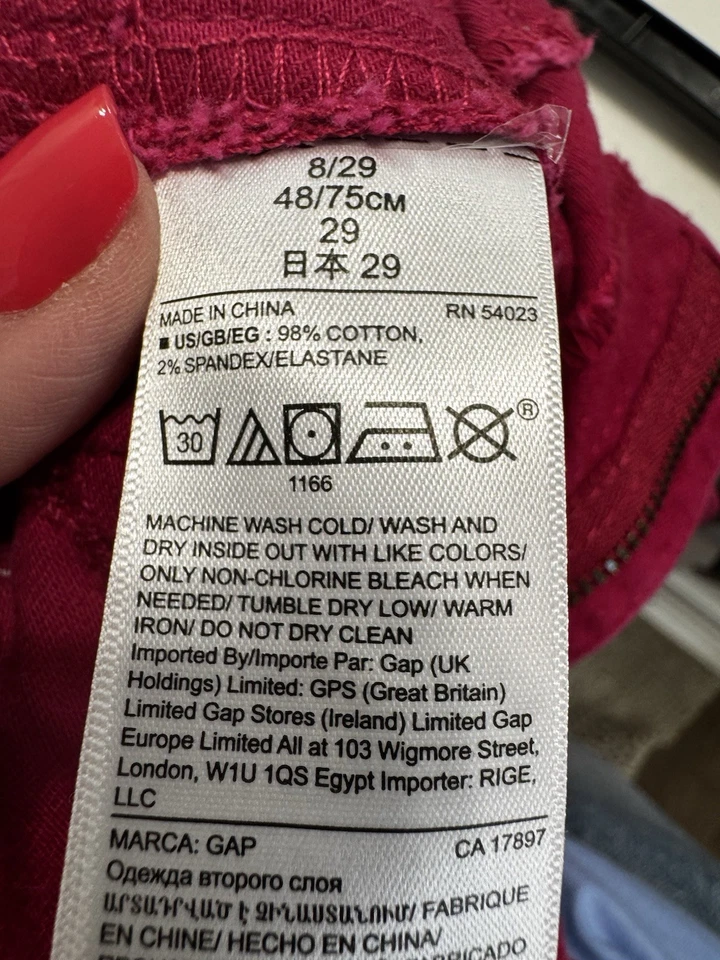 8/29
48/75CM
29
日本 29
MADE IN CHINA RN 54023
■ US/GB/EG : 98% COTTON,
2% SPANDEX/ELASTANE
30 ®
1166
MACHINE WASH COLD/ WASH AND
DRY INSIDE OUT WITH LIKE COLORS/
ONLY NON-CHLORINE BLEACH WHEN
NEEDED/ TUMBLE DRY LOW/ WARM
IRON/ DO NOT DRY CLEAN
Imported By/Importe Par: Gap (UK
Holdings) Limited: GPS (Great Britain)
Limited Gap Stores (Ireland) Limited Gap
Europe Limited All at 103 Wigmore Street,
London, W1U 1QS Egypt Importer: RIGE,
LLC
MARCA: GAP CA 17897
Одежда второго слоя
ԱՐՏԱԴՐՎԱԾ Է ՉԻՆԱՍՏԱՆՈՒՄ/ FABRIQUE
EN CHINE/ HECHO EN CHINA/